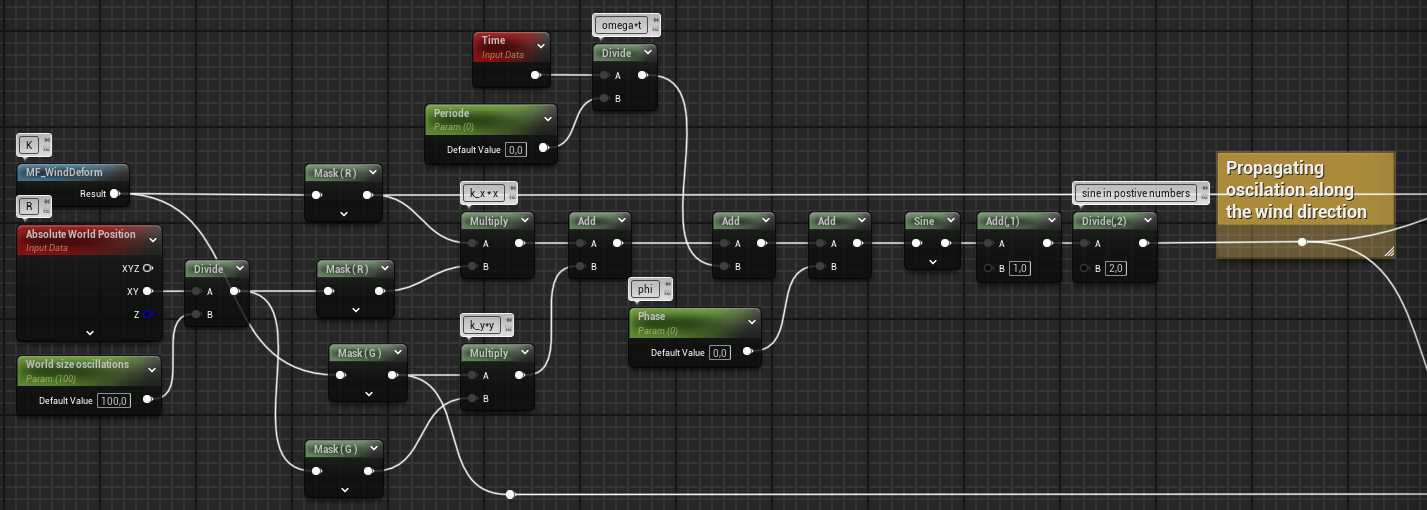 omega*t
Time
Input Data
Divide
A
B
Periode
Param (0)
Default Value 0,0
K
MF_WindDeform
Result
R
Absolute World Position
Input Data
XYZ
XY
Z
Divide
A
B
World size oscillations
Param (100)
Default Value 100,0
Mask ( R )
Mask ( R )
Mask ( G )
Mask ( G )
k_x * x
Multiply
A
B
k_y*y
Multiply
A
B
Add
A
B
phi
Phase
Param (0)
Default Value 0,0
Add
A
B
Add
A
B
Sine
Add(,1)
A
B 1,0
sine in postive numbers
Divide(,2)
A
B 2,0
Propagating
oscilation along
the wind direction